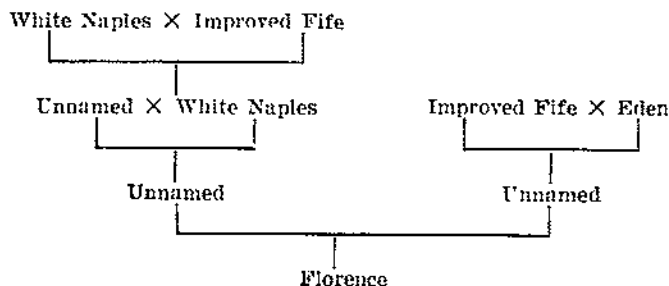 White Naples × Improved Fife
Unnamed × White Naples Improved Fife × Eden
Unnamed Unnamed
Florence